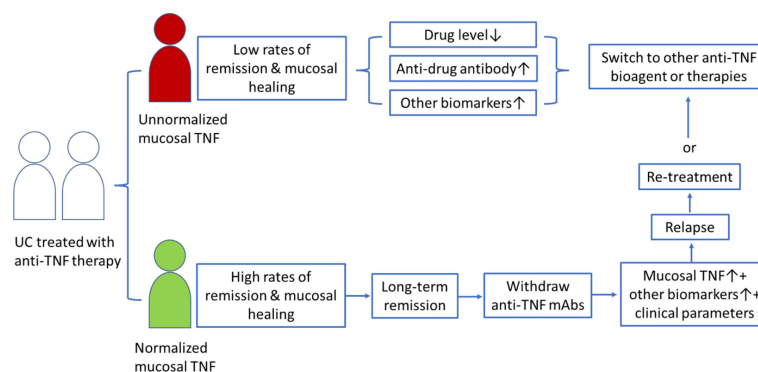 UC treated with
anti-TNF therapy
Unnormalized
mucosal TNF
Low rates of
remission & mucosal
healing
Drug level↓
Anti-drug antibody↑
Other biomarkers↑
Switch to other anti-TNF
bioagent or therapies
or
Re-treatment
Relapse
Normalized
mucosal TNF
High rates of
remission & mucosal
healing
Long-term
remission
Withdraw
anti-TNF mAbs
Mucosal TNF↑+
other biomarkers↑+
clinical parameters